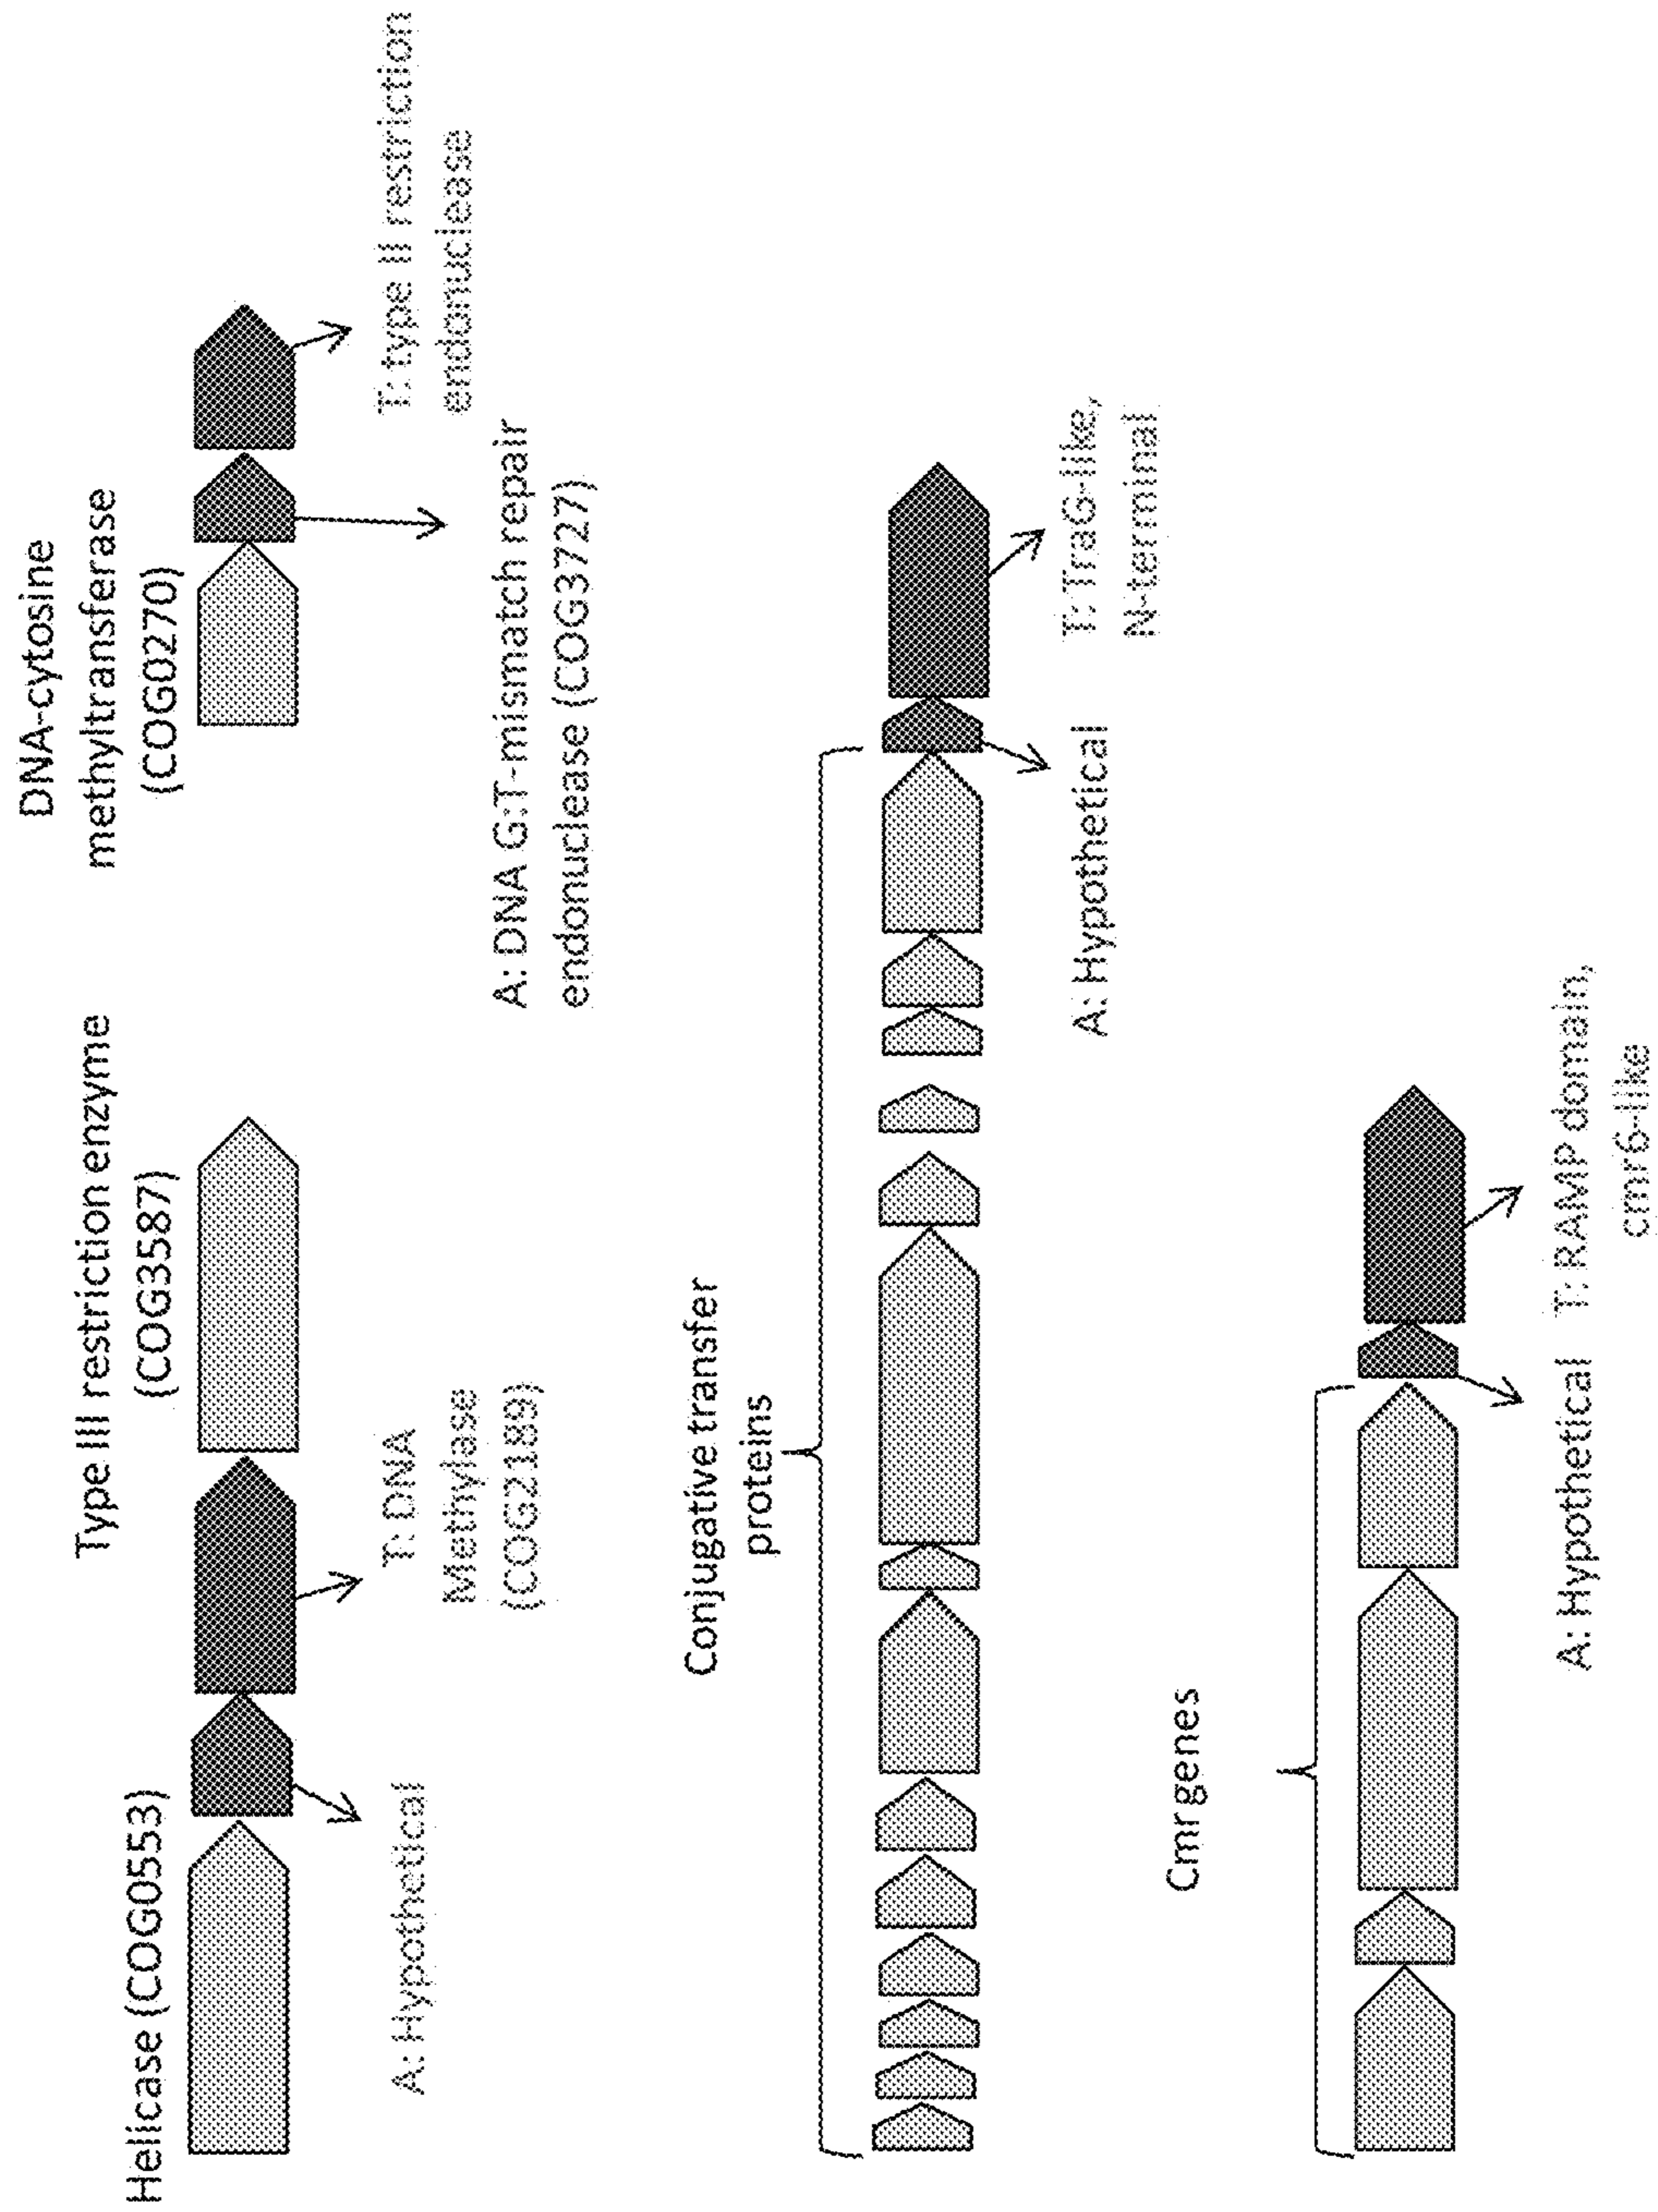 Helicase (COG0553)
Type III restriction enzyme
(COG3587)
A: Hypothetical
T: DNA
Methylase
(COG2189)
DNA-cytosine
methyltransferase
(COG0270)
T: type II restriction
endonuclease
A: DNA G:T-mismatch repair
endonuclease (COG3727)
Conjugative transfer
proteins
A: Hypothetical
T: TraG-like,
N-terminal
Cmr genes
A: Hypothetical
T: RAMP domain,
cmr6-like